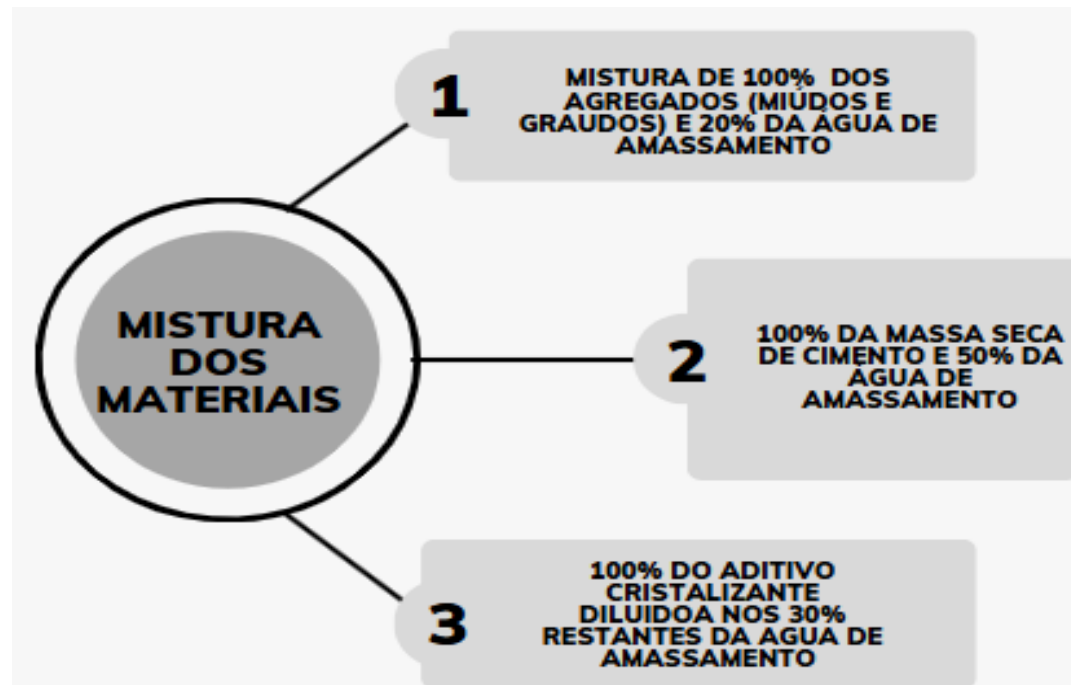 1
MISTURA DE 100% DOS
AGREGADOS (MIÚDOS E
GRAUDOS) E 20% DA ÁGUA DE
AMASSAMENTO
MISTURA
DOS
MATERIAIS
2
100% DA MASSA SECA
DE CIMENTO E 50% DA
ÁGUA DE
AMASSAMENTO
3
100% DO ADITIVO
CRISTALIZANTE
DILUIDOA NOS 30%
RESTANTES DA AGUA DE
AMASSAMENTO